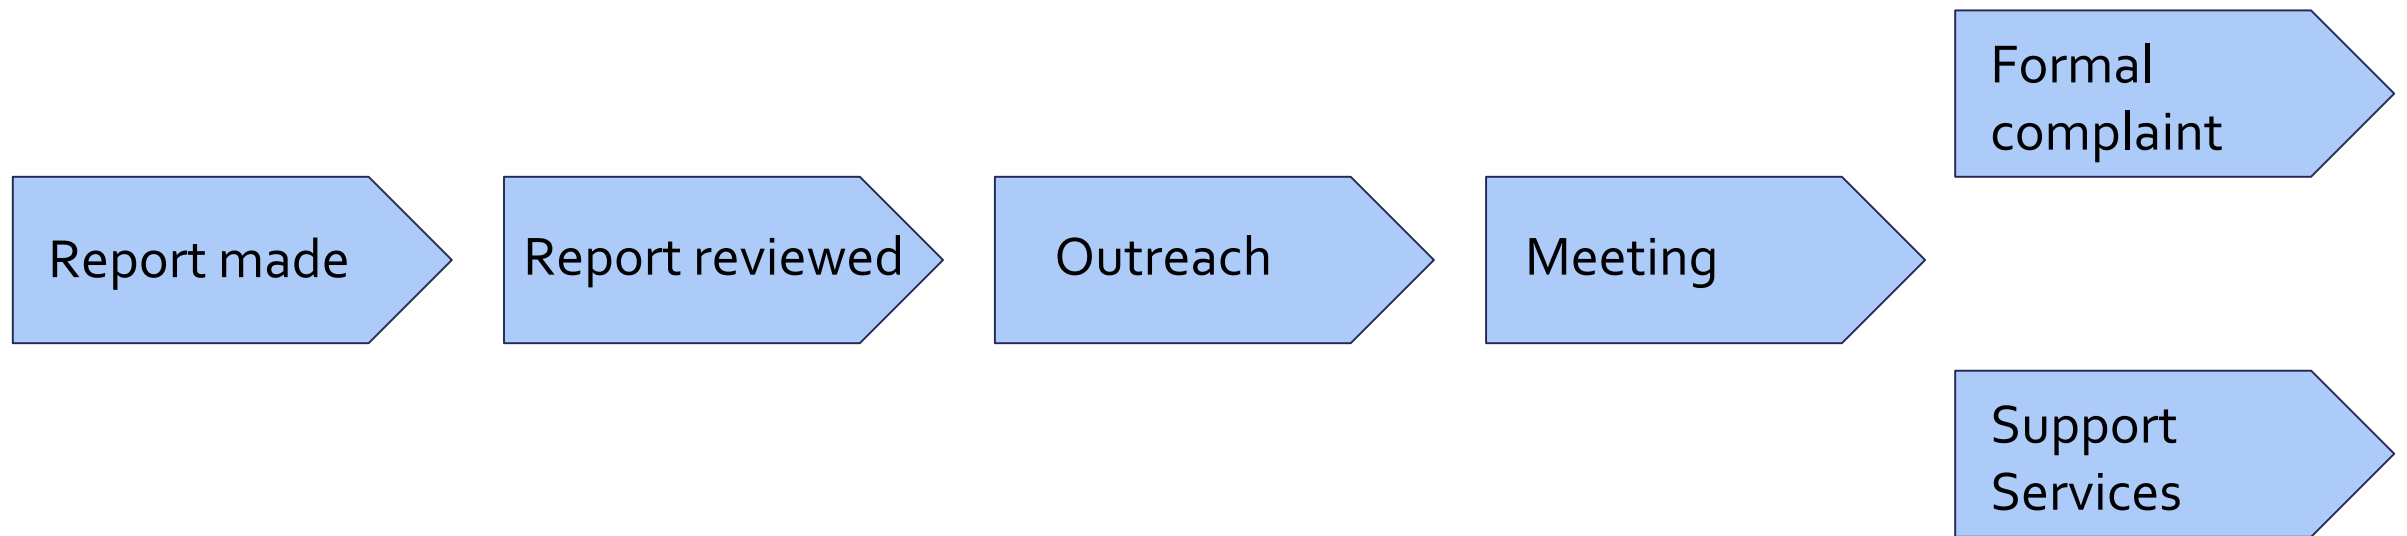 Report made
Report reviewed
Outreach
Meeting
Formal
complaint
Support
Services